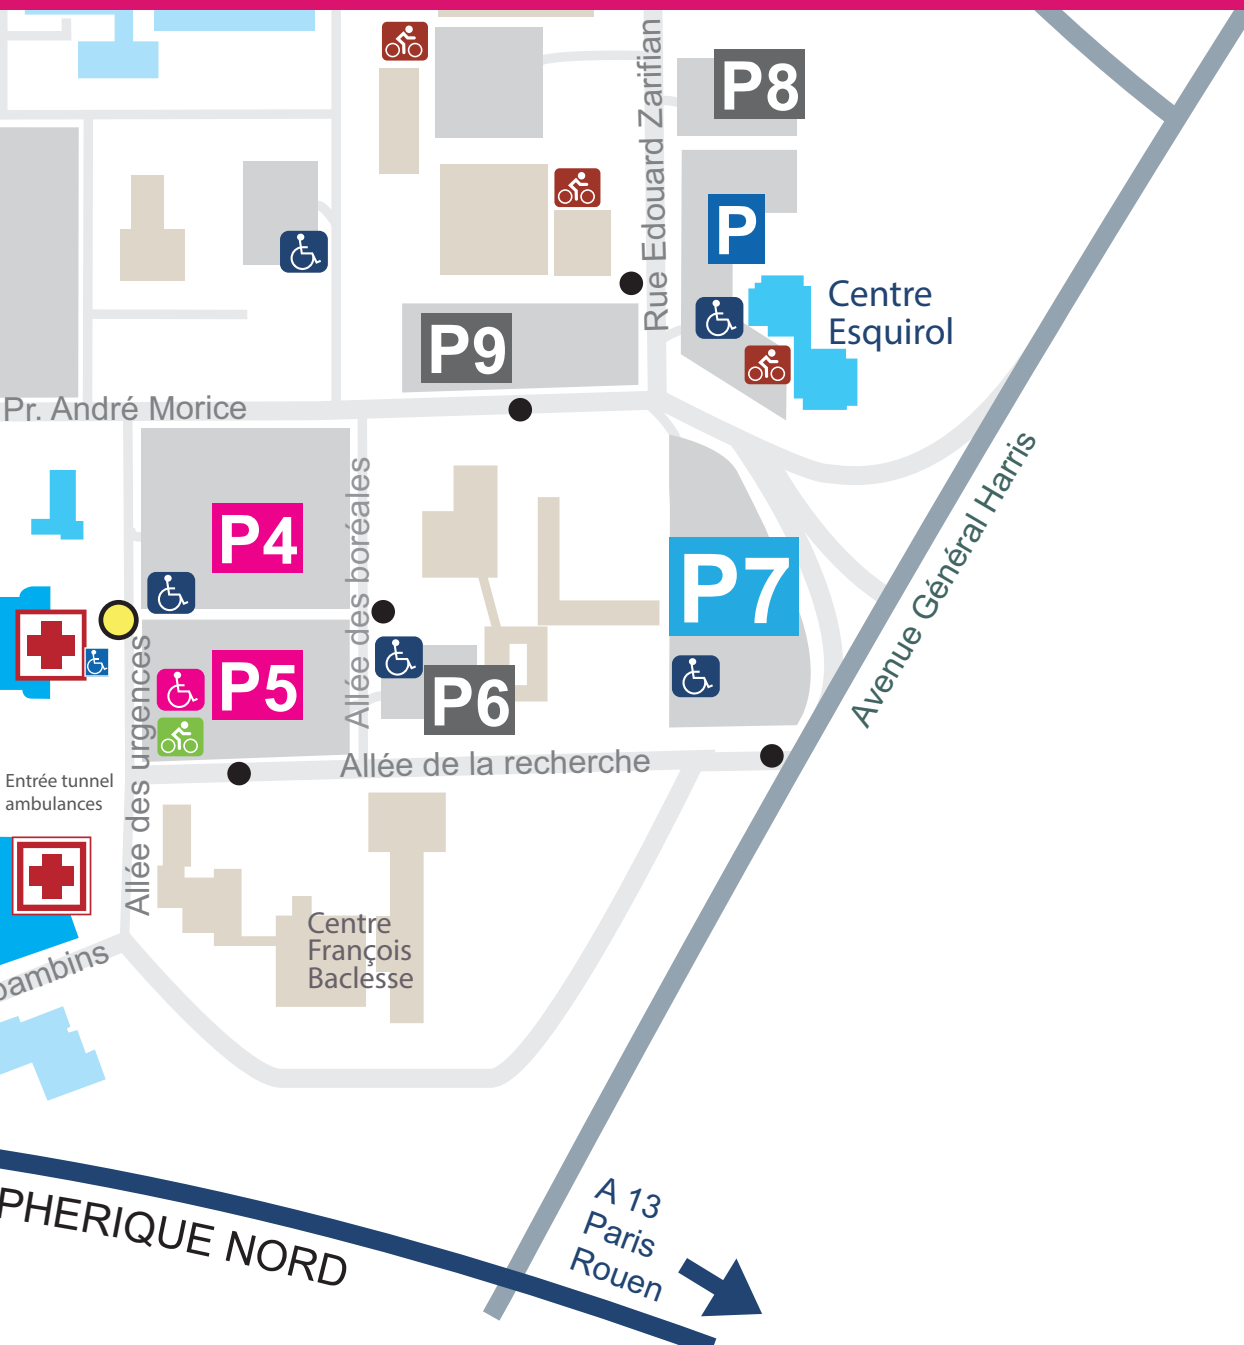 P8
Rue Edouard Zarifian
P
Centre
Esquirol
P9
Pr. André Morice
P4
Allée des boréales
P7
Avenue Général Harris
P5
P6
Allée des urgences
Allée de la recherche
Entrée tunnel
ambulances
Centre
François
Baclesse
bambins
PHERIQUE NORD
A 13
Paris
Rouen